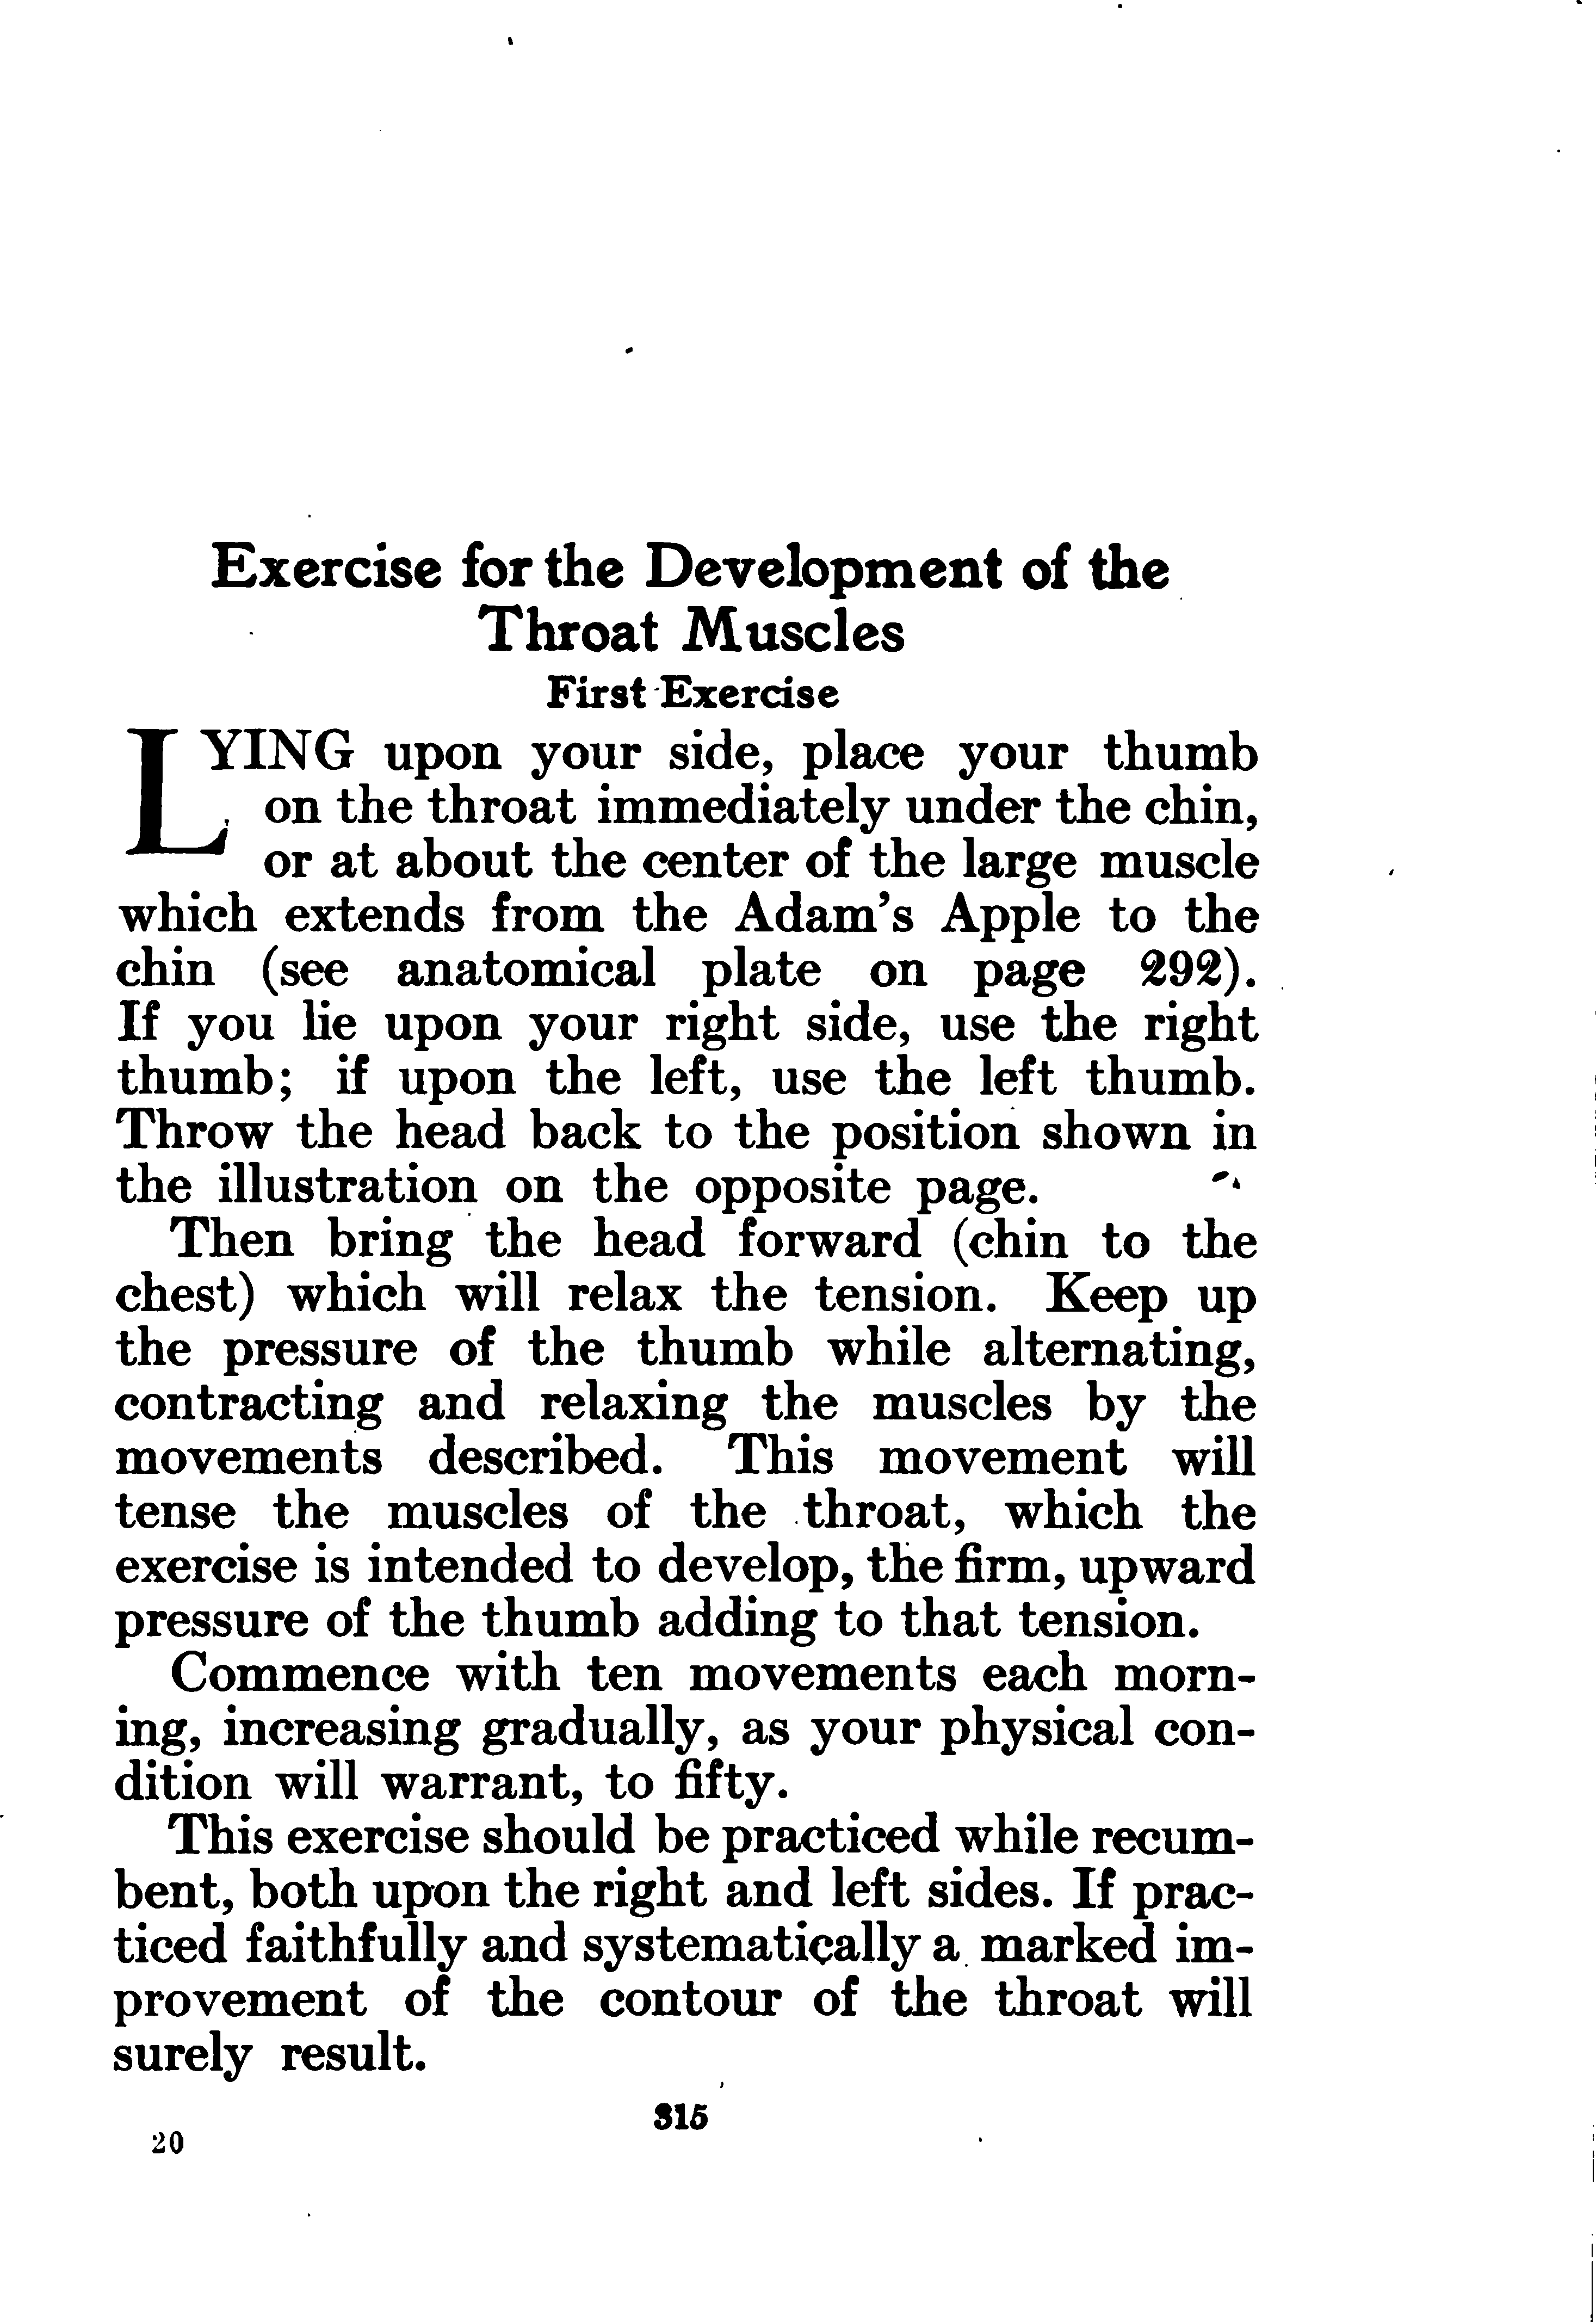 Exercise for the Development of the
Throat Muscles
First Exercise
LYING upon your side, place your thumb
on the throat immediately under the chin,
or at about the center of the large muscle
which extends from the Adam's Apple to the
chin (see anatomical plate on page 292).
If you lie upon your right side, use the right
thumb; if upon the left, use the left thumb.
Throw the head back to the position shown in
the illustration on the opposite page.
Then bring the head forward (chin to the
chest) which will relax the tension. Keep up
the pressure of the thumb while alternating,
contracting and relaxing the muscles by the
movements described. This movement will
tense the muscles of the throat, which the
exercise is intended to develop, the firm, upward
pressure of the thumb adding to that tension.
Commence with ten movements each morn-
ing, increasing gradually, as your physical con-
dition will warrant, to fifty.
This exercise should be practiced while recum-
bent, both upon the right and left sides. If prac-
ticed faithfully and systematically a marked im-
provement of the contour of the throat will
surely result.
315
20